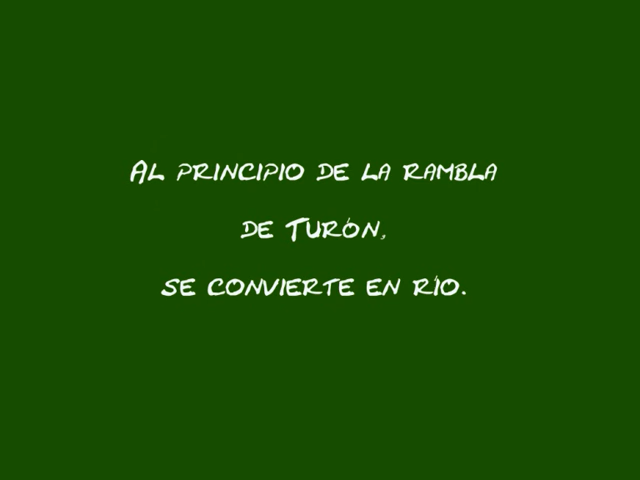 Al principio de la rambla
de Turón,
se convierte en río.